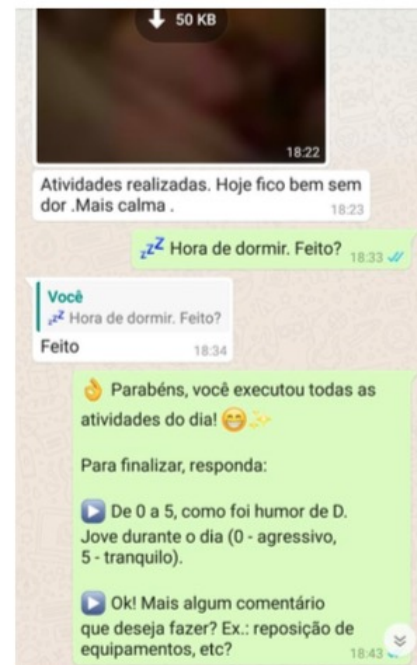 50 KB
18:22
Atividades realizadas. Hoje fico bem sem
dor .Mais calma .
18:23
💤 Hora de dormir. Feito?
18:33
Você
💤 Hora de dormir. Feito?
Feito
18:34
👌 Parabéns, você executou todas as
atividades do dia! 😄✨
Para finalizar, responda:
▶️ De 0 a 5, como foi humor de D.
Jove durante o dia (0 - agressivo,
5 - tranquilo).
▶️ Ok! Mais algum comentário
que deseja fazer? Ex.: reposição de
equipamentos, etc?
18:43